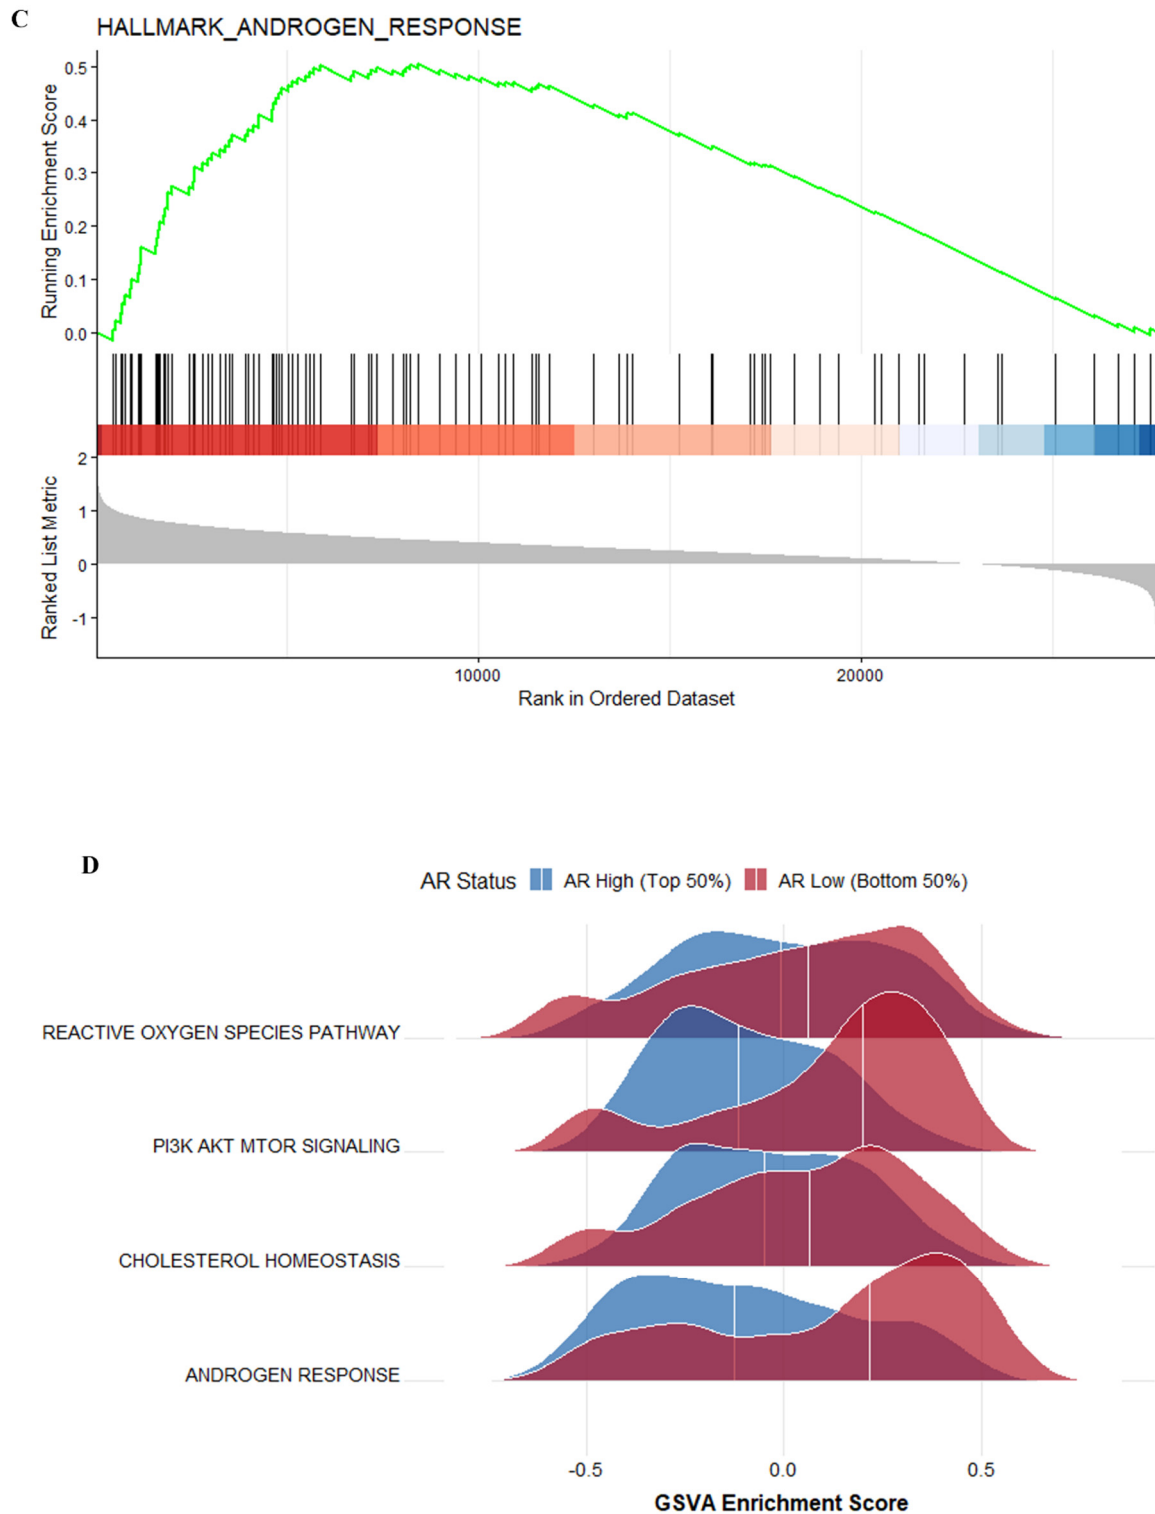 C
HALLMARK_ANDROGEN_RESPONSE
Running Enrichment Score
0.5
0.4
0.3
0.2
0.1
0.0
Ranked List Metric
2
1
0
-1
10000 20000
Rank in Ordered Dataset
D
AR Status AR High (Top 50%) AR Low (Bottom 50%)
REACTIVE OXYGEN SPECIES PATHWAY
PI3K AKT MTOR SIGNALING
CHOLESTEROL HOMEOSTASIS
ANDROGEN RESPONSE
-0.5 0.0 0.5
GSVA Enrichment Score